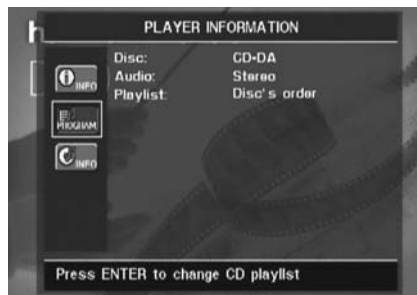 PLAYER INFORMATION
Disc: CD-DA
Audio: Stereo
Playlist: Disc's order
INFO
PROGRAM
INFO
Press ENTER to change CD playlist